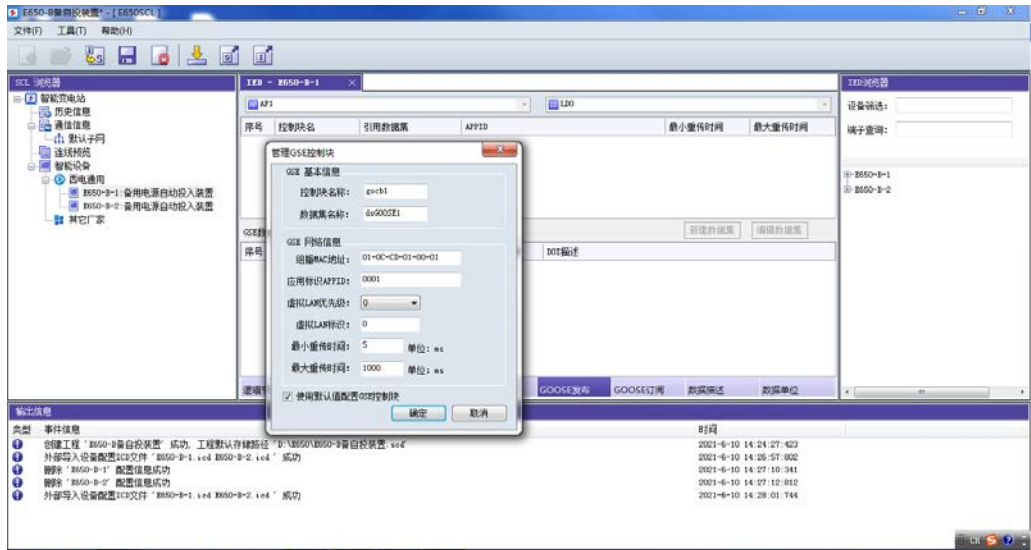 E650-B备自投装置* - [ E650SCL ]
文件(F) 工具(T) 帮助(H)
SCL 浏览器
IED - E650-B-1
IED浏览器
智能变电站
历史信息
通信信息
默认子网
连线预览
智能设备
西电通用
E650-B-1:备用电源自动投入装置
E650-B-2:备用电源自动投入装置
其它厂家
AP1
LD0
序号 控制块名 引用数据集 APPID 最小重传时间 最大重传时间
设备筛选:
端子查询:
E650-B-1
E650-B-2
管理GSE控制块
GSE 基本信息
控制块名称: gocb1
数据集名称: dsGOOSE1
GSE 网络信息
组播MAC地址: 01-0C-CD-01-00-01
应用标识APPID: 0001
虚拟LAN优先级: 0
虚拟LAN标识: 0
最小重传时间: 5 单位: ms
最大重传时间: 1000 单位: ms
使用默认值配置GSE控制块
确定 取消
新建数据集 编辑数据集
序号 DOI描述
GOOSE发布 GOOSE订阅 数据描述 数据单位
输出信息
类型 事件信息 时间
创建工程 'E650-B备自投装置' 成功, 工程默认存储路径 'D:\E650\E650-B备自投装置.scd' 2021-6-10 14:24:27:423
外部导入设备配置ICD文件 'E650-B-1.icd E650-B-2.icd ' 成功 2021-6-10 14:26:57:802
删除 'E650-B-1' 配置信息成功 2021-6-10 14:27:10:341
删除 'E650-B-2' 配置信息成功 2021-6-10 14:27:12:812
外部导入设备配置ICD文件 'E650-B-1.icd E650-B-2.icd ' 成功 2021-6-10 14:28:01:744
CH